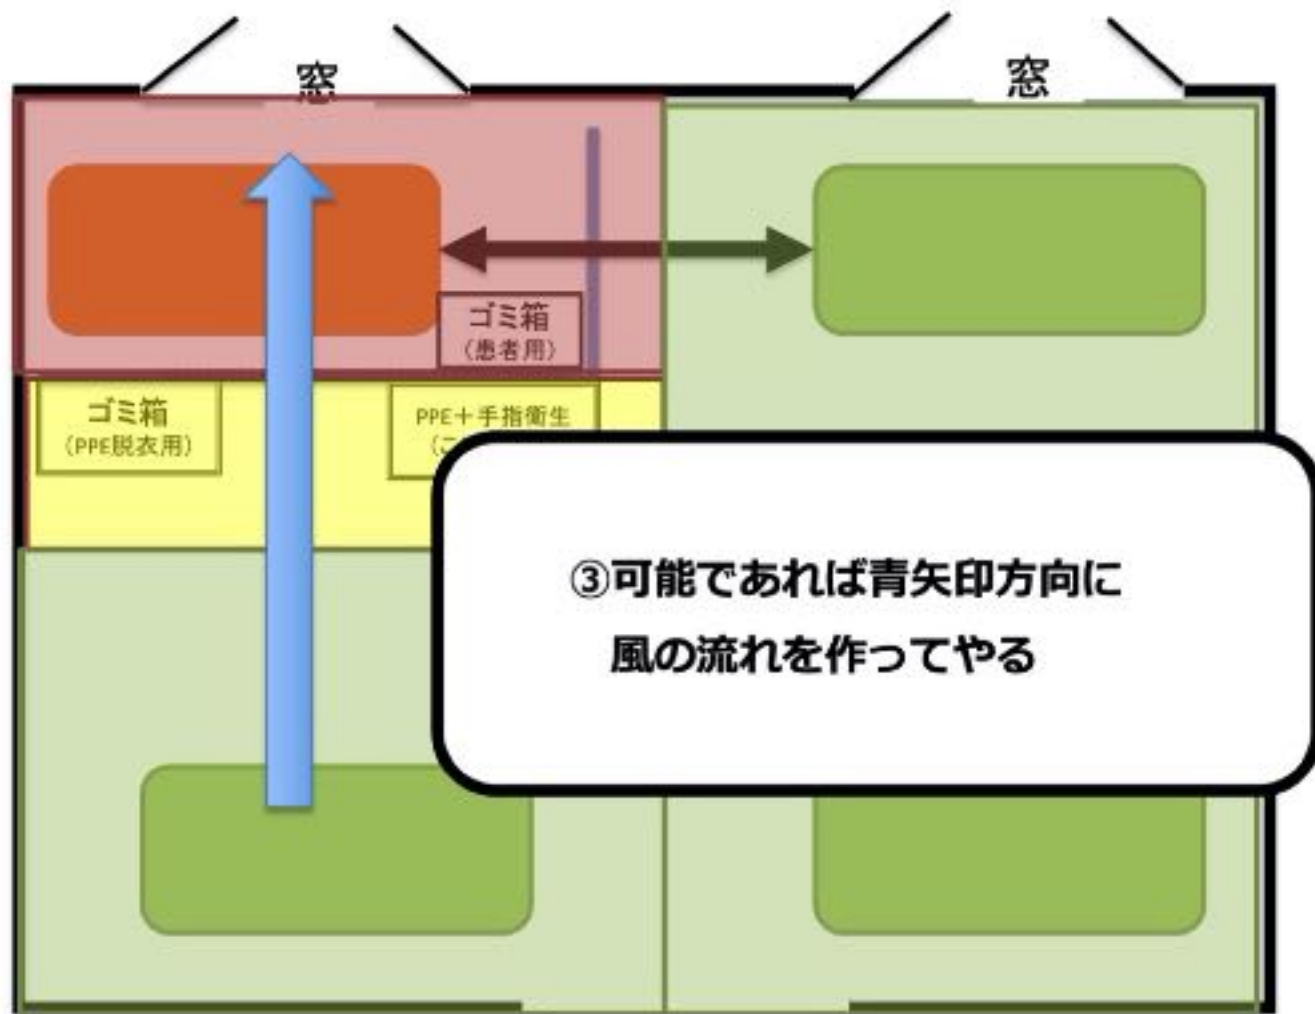 窓
窓
ゴミ箱
（患者用）
ゴミ箱
（PPE脱衣用）
PPE＋手指衛生
③可能であれば青矢印方向に
風の流れを作ってやる